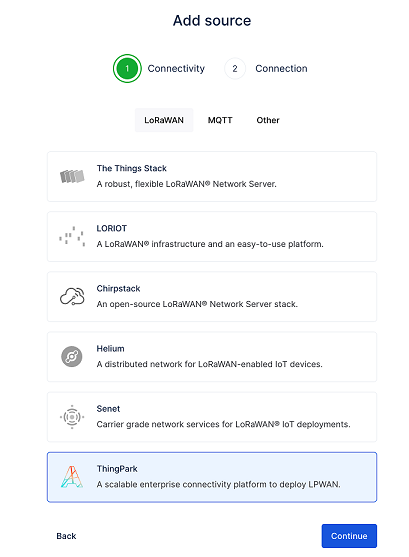 Add source
1 Connectivity 2 Connection
LoRaWAN MQTT Other
The Things Stack
A robust, flexible LoRaWAN® Network Server.
LORIOT
A LoRaWAN® infrastructure and an easy-to-use platform.
Chirpstack
An open-source LoRaWAN® Network Server stack.
Helium
A distributed network for LoRaWAN-enabled IoT devices.
Senet
Carrier grade network services for LoRaWAN® IoT deployments.
ThingPark
A scalable enterprise connectivity platform to deploy LPWAN.
Back Continue